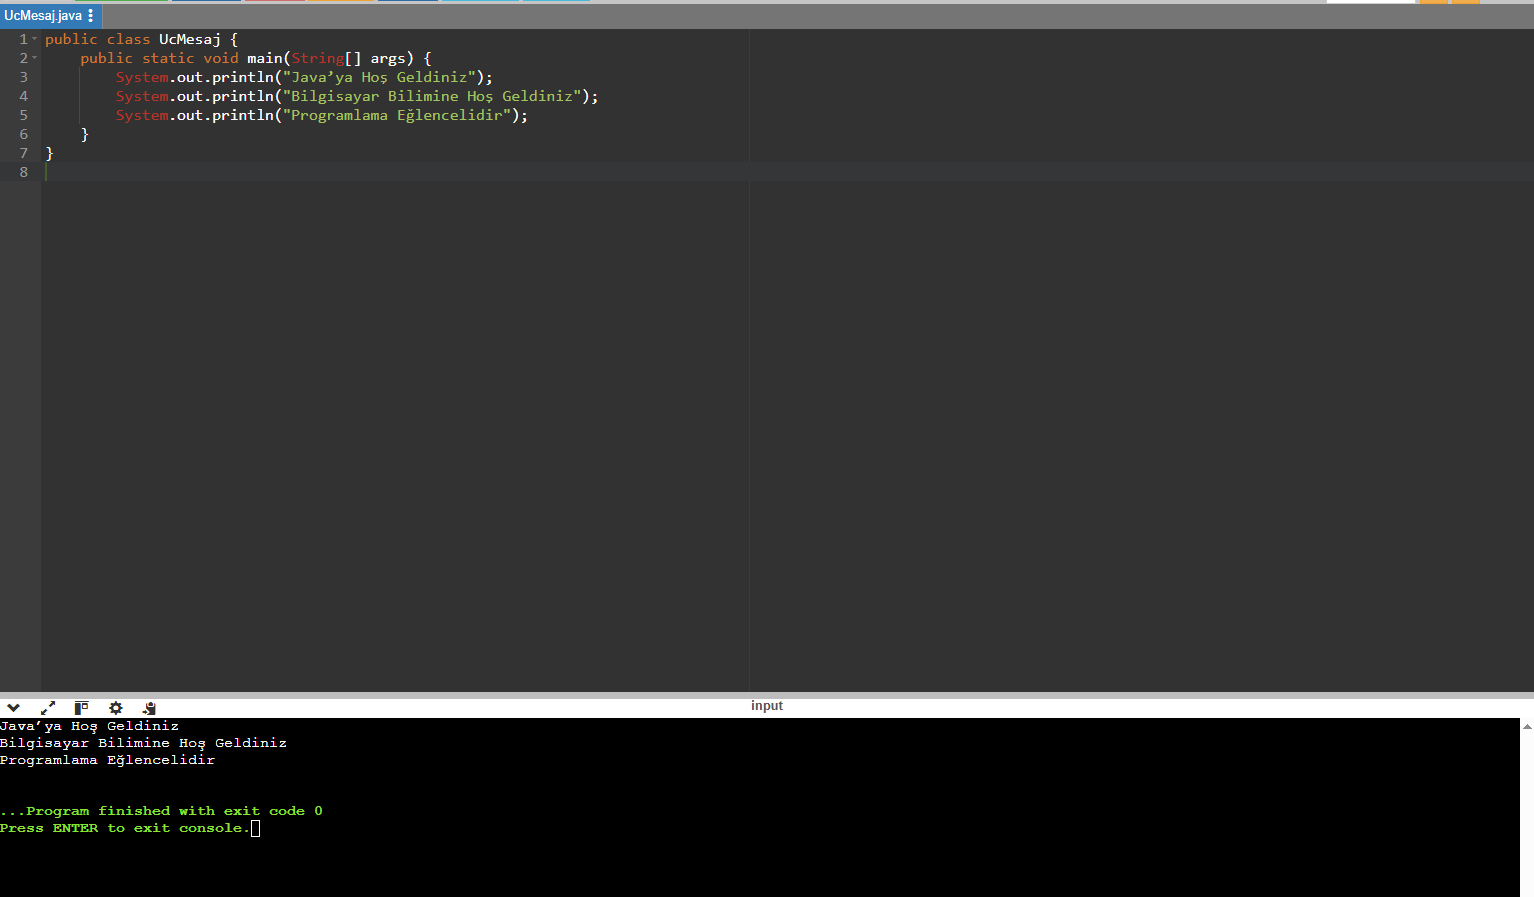 UcMesaj.java
1 public class UcMesaj {
2 public static void main(String[] args) {
3 System.out.println("Java’ya Hoş Geldiniz");
4 System.out.println("Bilgisayar Bilimine Hoş Geldiniz");
5 System.out.println("Programlama Eğlencelidir");
6 }
7 }
8
input
Java’ya Hoş Geldiniz
Bilgisayar Bilimine Hoş Geldiniz
Programlama Eğlencelidir
...Program finished with exit code 0
Press ENTER to exit console.